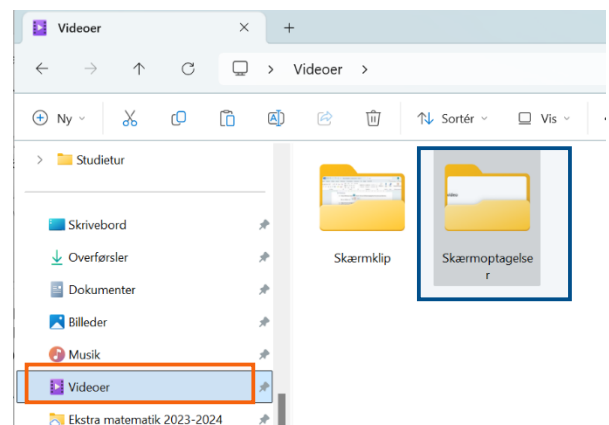 Videoer
Videoer
Ny
Sortér
Vis
Studietur
Skrivebord
Overførsler
Dokumenter
Billeder
Musik
Videoer
Ekstra matematik 2023-2024
Skærmklip
Skærmoptagelse
r